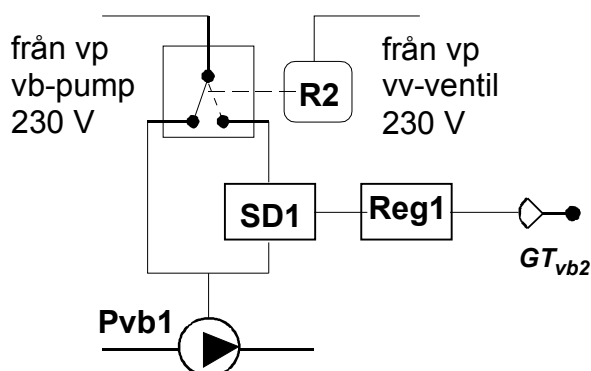 från vp
vb-pump
230 V
R2
från vp
vv-ventil
230 V
SD1
Reg1
GTvb2
Pvb1